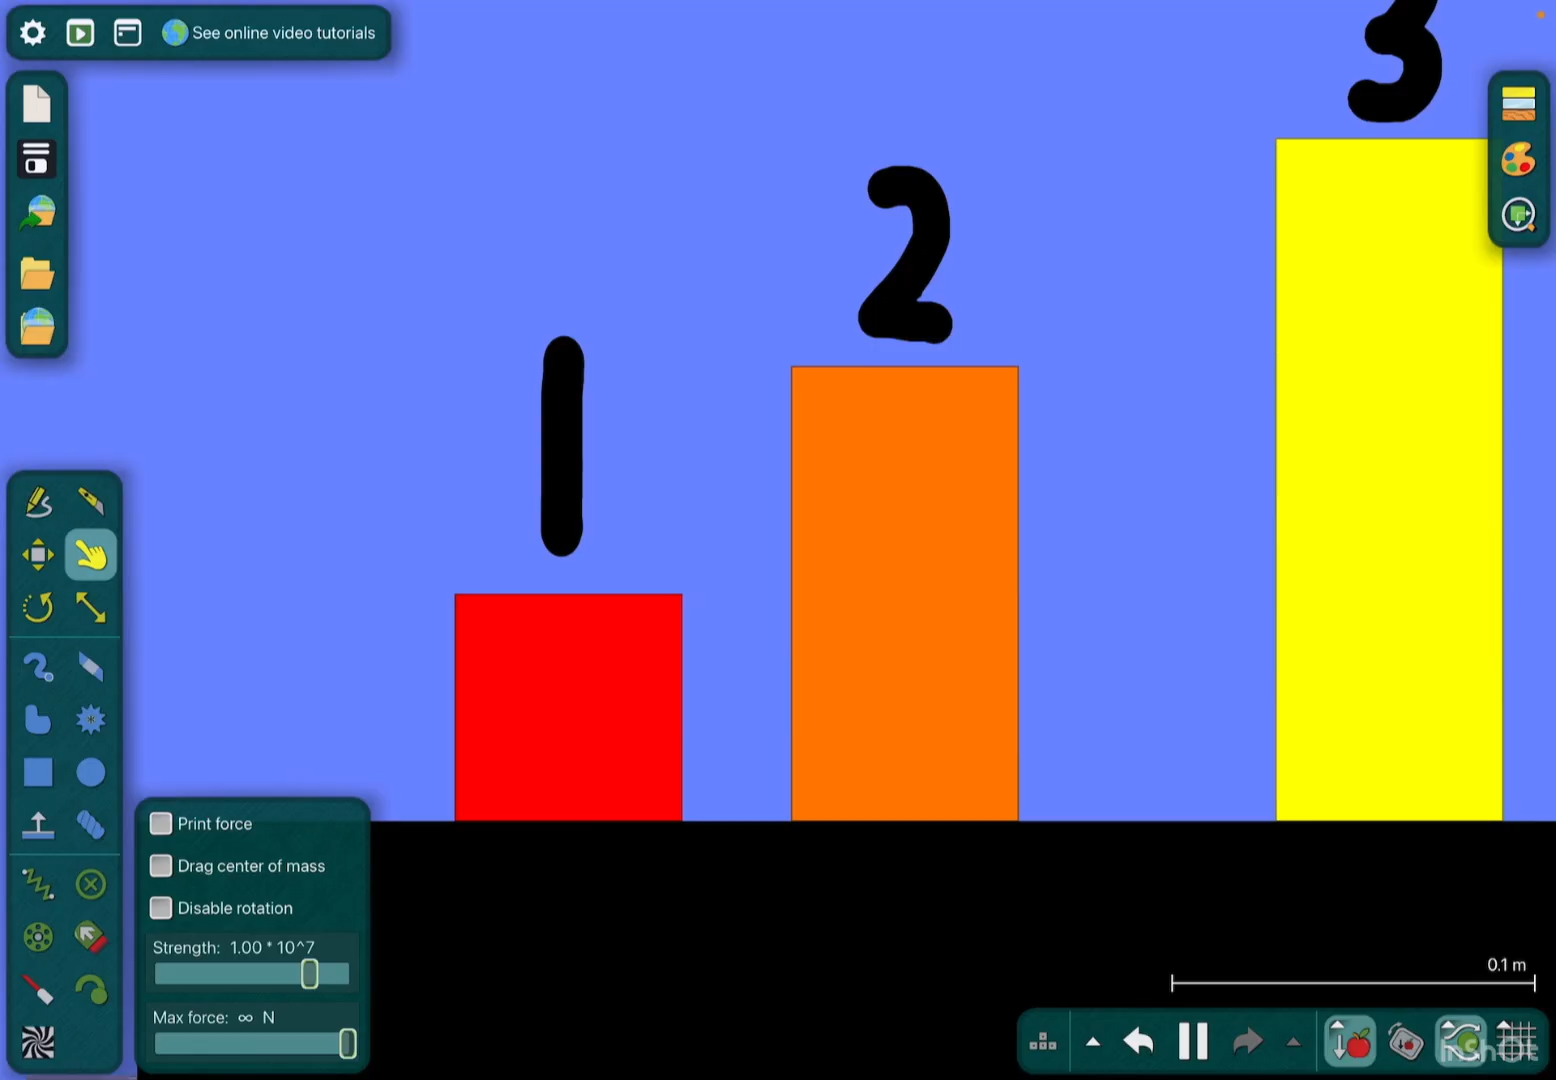 See online video tutorials
3
2
1
Print force
Drag center of mass
Disable rotation
Strength: 1.00 * 10^7
Max force: ∞ N
0.1 m
InShOt